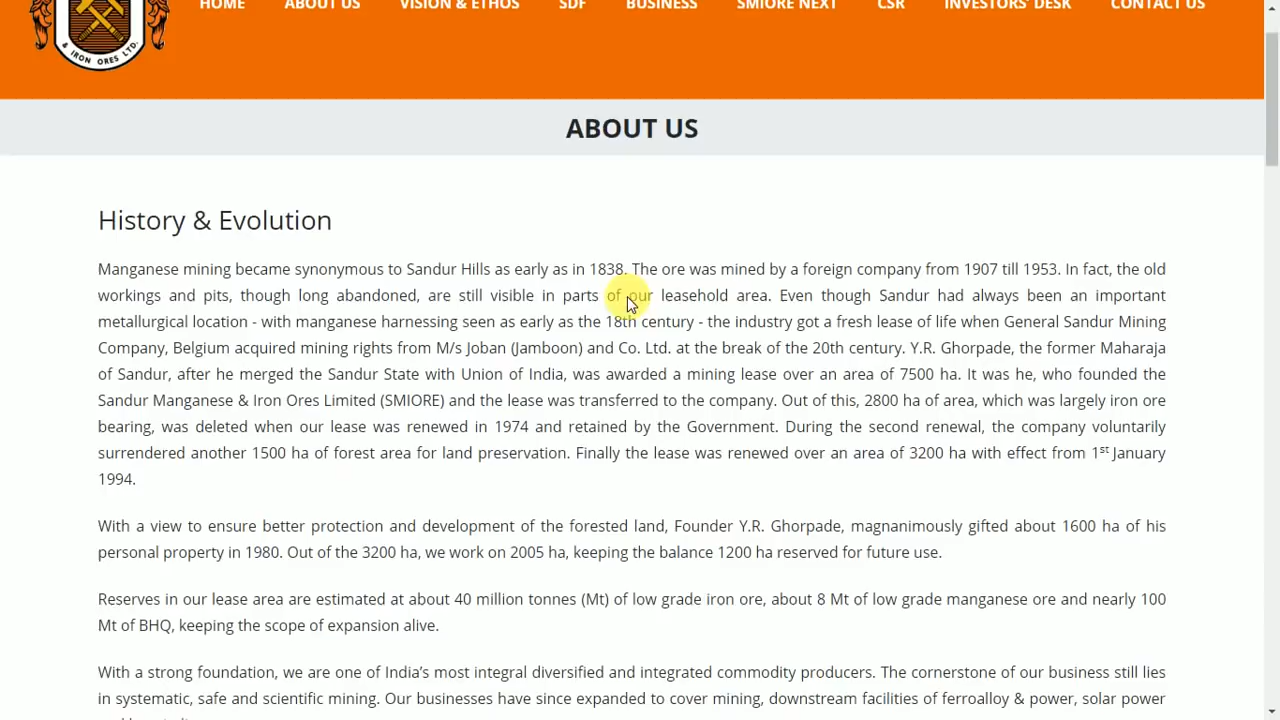 HOME ABOUT US VISION & ETHOS SDF BUSINESS SMIORE NEXT CSR INVESTORS' DESK CONTACT US
& IRON ORES LTD.
ABOUT US
History & Evolution
Manganese mining became synonymous to Sandur Hills as early as in 1838. The ore was mined by a foreign company from 1907 till 1953. In fact, the old
workings and pits, though long abandoned, are still visible in parts of our leasehold area. Even though Sandur had always been an important
metallurgical location - with manganese harnessing seen as early as the 18th century - the industry got a fresh lease of life when General Sandur Mining
Company, Belgium acquired mining rights from M/s Joban (Jamboon) and Co. Ltd. at the break of the 20th century. Y.R. Ghorpade, the former Maharaja
of Sandur, after he merged the Sandur State with Union of India, was awarded a mining lease over an area of 7500 ha. It was he, who founded the
Sandur Manganese & Iron Ores Limited (SMIORE) and the lease was transferred to the company. Out of this, 2800 ha of area, which was largely iron ore
bearing, was deleted when our lease was renewed in 1974 and retained by the Government. During the second renewal, the company voluntarily
surrendered another 1500 ha of forest area for land preservation. Finally the lease was renewed over an area of 3200 ha with effect from 1st January
1994.
With a view to ensure better protection and development of the forested land, Founder Y.R. Ghorpade, magnanimously gifted about 1600 ha of his
personal property in 1980. Out of the 3200 ha, we work on 2005 ha, keeping the balance 1200 ha reserved for future use.
Reserves in our lease area are estimated at about 40 million tonnes (Mt) of low grade iron ore, about 8 Mt of low grade manganese ore and nearly 100
Mt of BHQ, keeping the scope of expansion alive.
With a strong foundation, we are one of India's most integral diversified and integrated commodity producers. The cornerstone of our business still lies
in systematic, safe and scientific mining. Our businesses have since expanded to cover mining, downstream facilities of ferroalloy & power, solar power